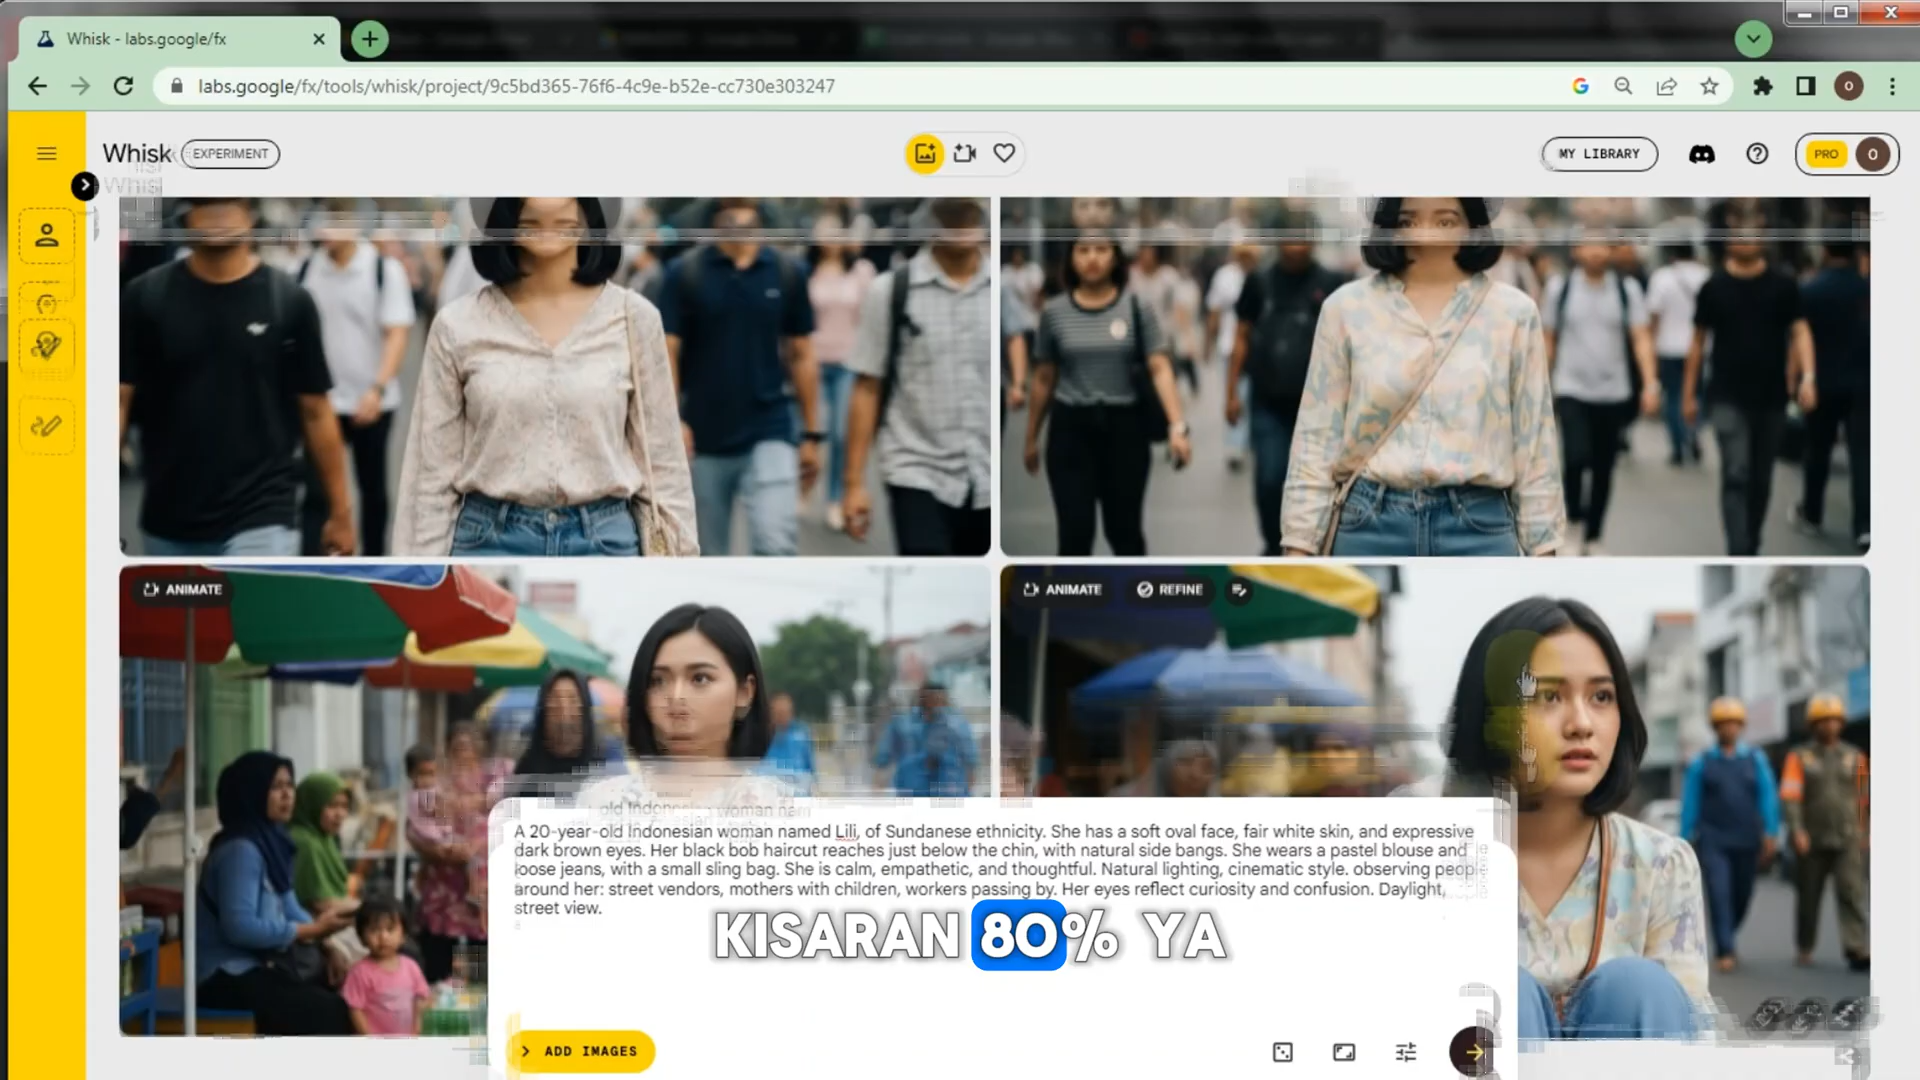 Whisk - labs.google/fx
labs.google/fx/tools/whisk/project/9c5bd365-76f6-4c9e-b52e-cc730e303247
O
Whisk EXPERIMENT
MY LIBRARY
PRO O
ANIMATE
ANIMATE REFINE
A 20-year-old Indonesian woman named Lili, of Sundanese ethnicity. She has a soft oval face, fair white skin, and expressive
dark brown eyes. Her black bob haircut reaches just below the chin, with natural side bangs. She wears a pastel blouse and
loose jeans, with a small sling bag. She is calm, empathetic, and thoughtful. Natural lighting, cinematic style. observing people
around her: street vendors, mothers with children, workers passing by. Her eyes reflect curiosity and confusion. Daylight,
street view.
KISARAN 80% YA
ADD IMAGES